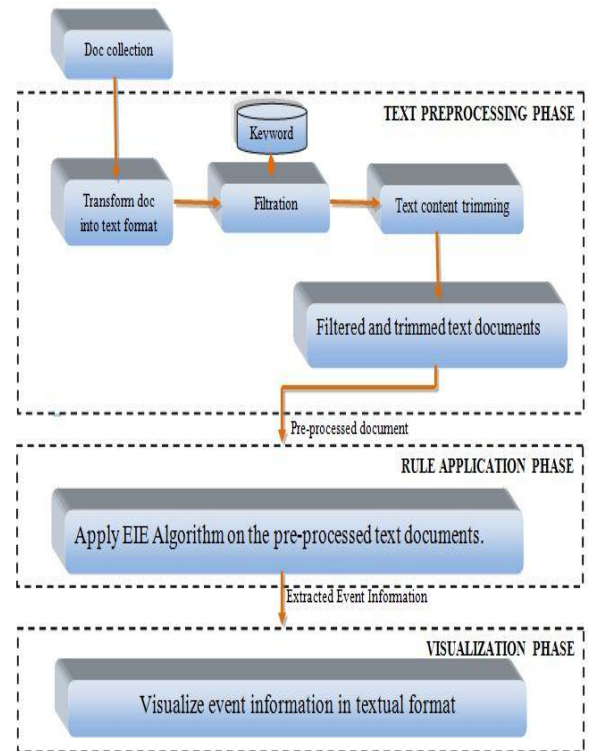 Doc collection
TEXT PREPROCESSING PHASE
Keyword
Transform doc
into text format
Filtration
Text content trimming
Filtered and trimmed text documents
Pre-processed document
RULE APPLICATION PHASE
Apply EIE Algorithm on the pre-processed text documents.
Extracted Event Information
VISUALIZATION PHASE
Visualize event information in textual format